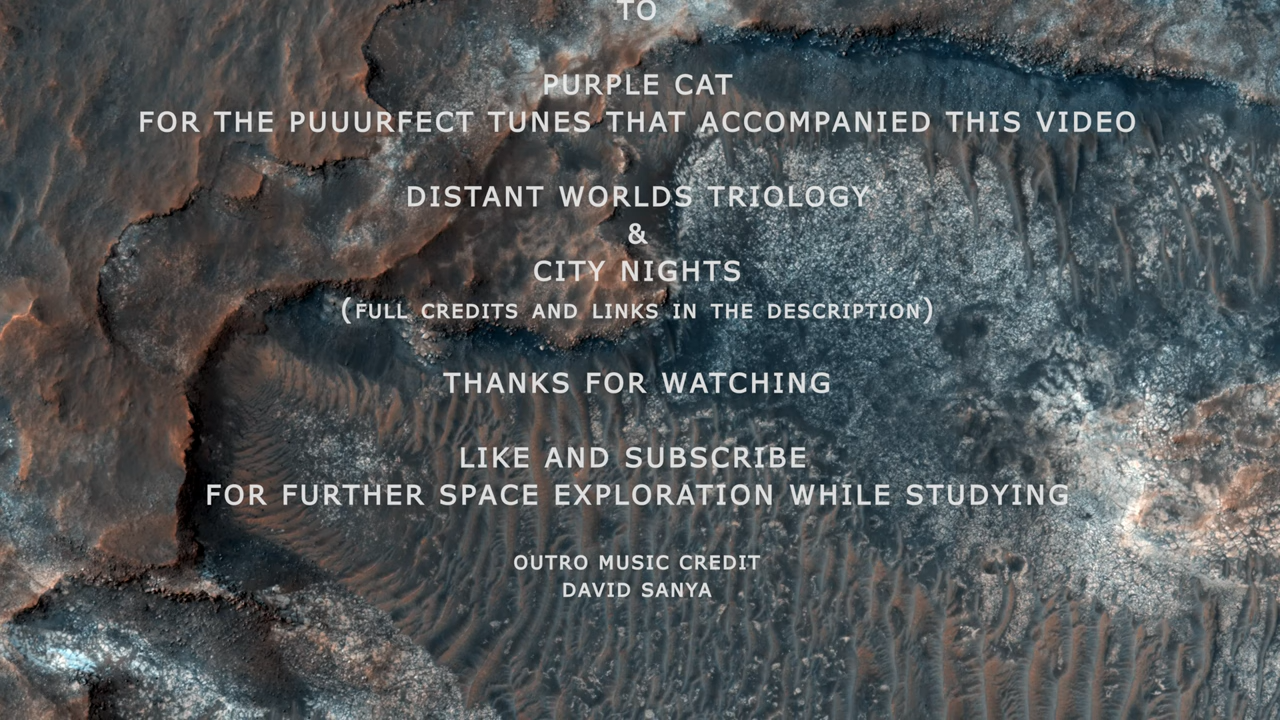 TO
PURPLE CAT
FOR THE PUUURFECT TUNES THAT ACCOMPANIED THIS VIDEO
DISTANT WORLDS TRIOLOGY
&
CITY NIGHTS
(FULL CREDITS AND LINKS IN THE DESCRIPTION)
THANKS FOR WATCHING
LIKE AND SUBSCRIBE
FOR FURTHER SPACE EXPLORATION WHILE STUDYING
OUTRO MUSIC CREDIT
DAVID SANYA